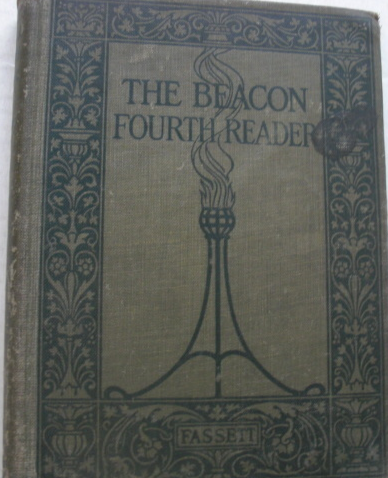 THE BEACON
FOURTH READER
FASSETT